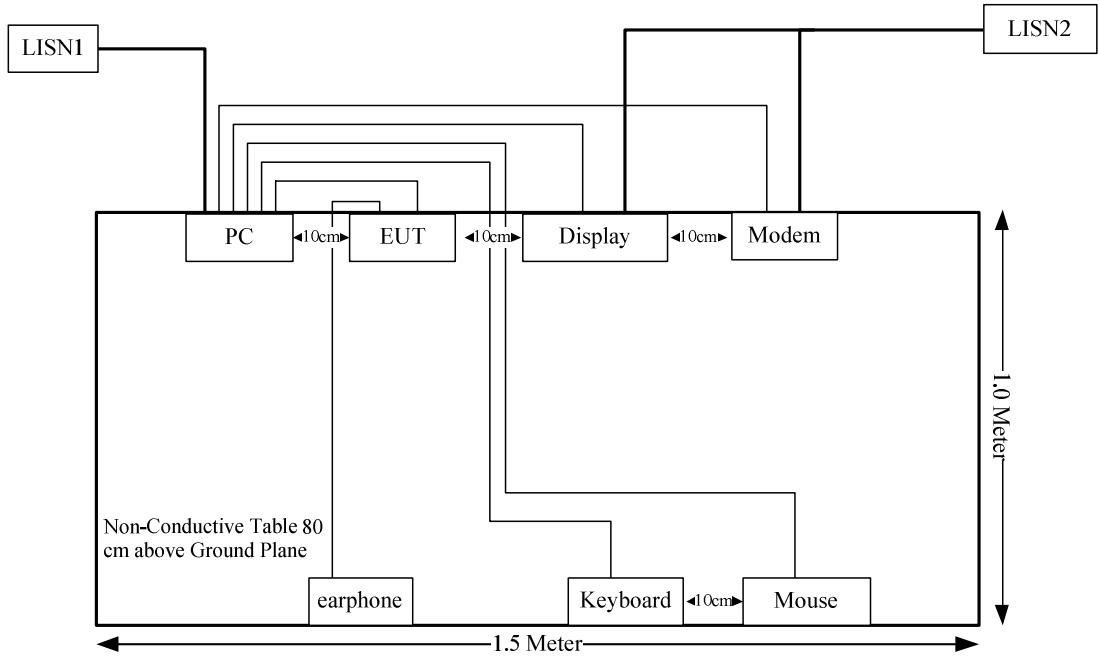 LISN1
LISN2
PC
10cm
EUT
10cm
Display
10cm
Modem
1.0 Meter
Non-Conductive Table 80
cm above Ground Plane
earphone
Keyboard
10cm
Mouse
1.5 Meter